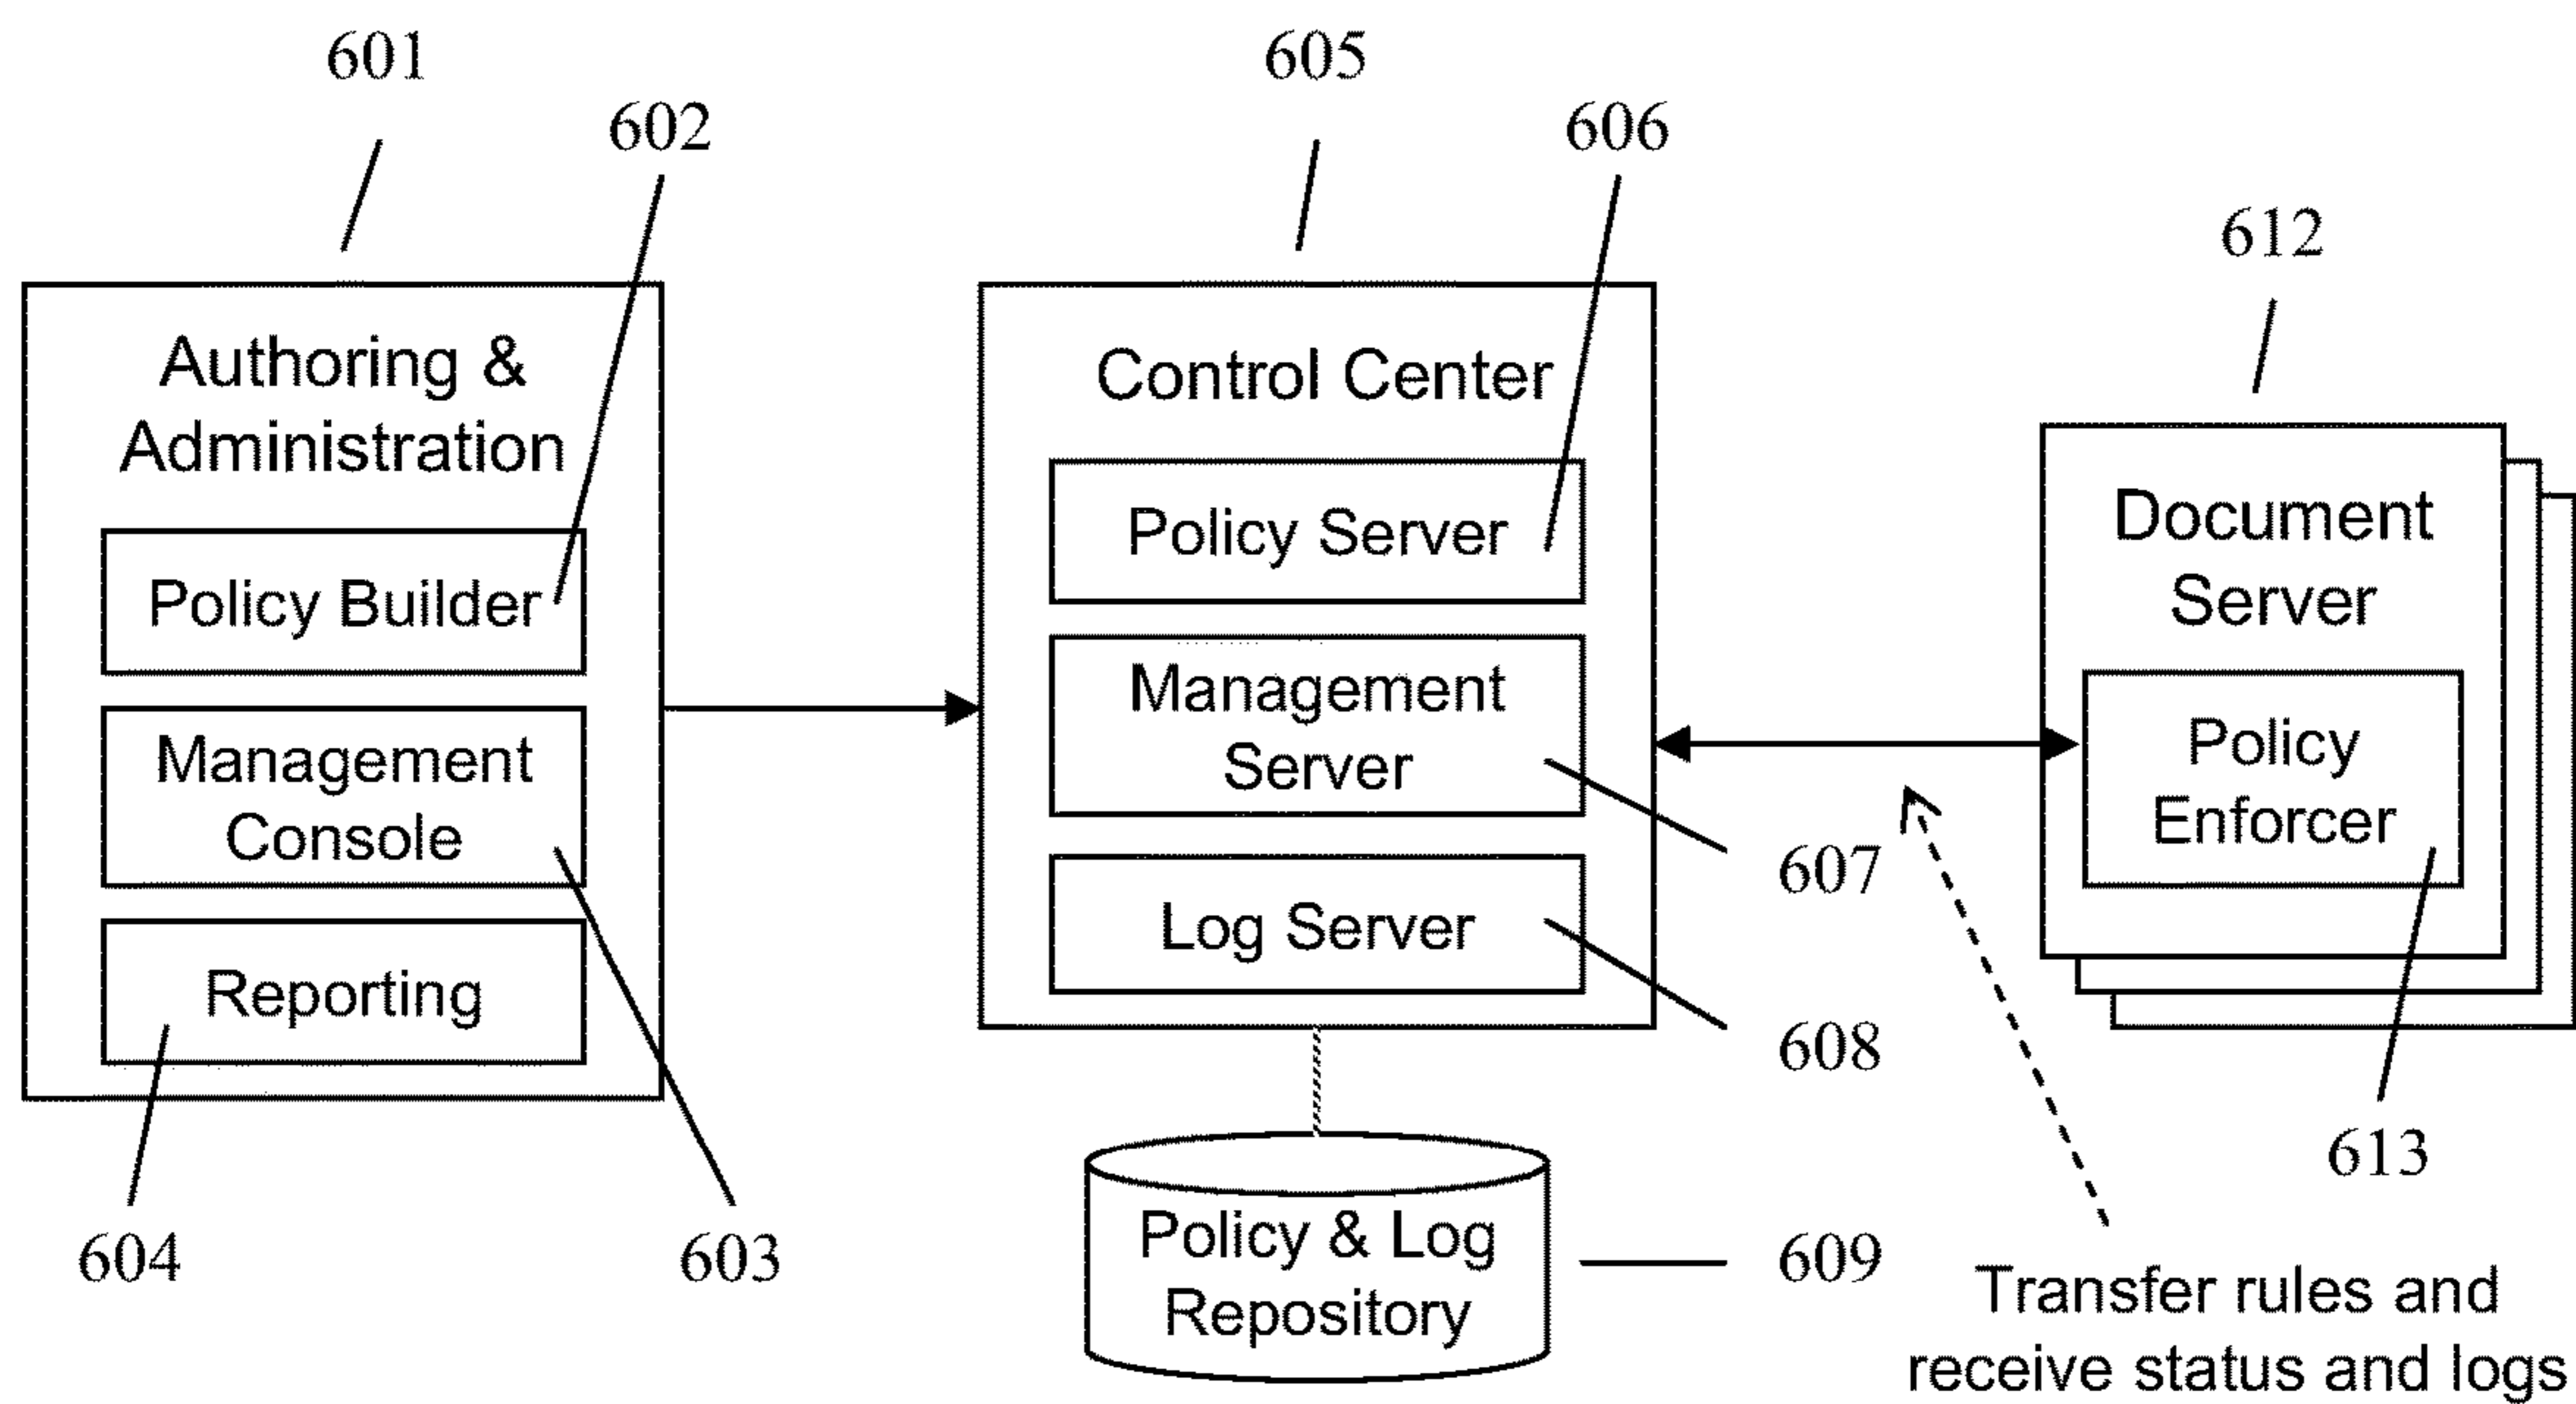 601
602
605
606
612
Authoring &
Administration
Policy Builder
Management
Console
Reporting
604
603
Control Center
Policy Server
Management
Server
Log Server
607
608
Policy & Log
Repository
609
Document
Server
Policy
Enforcer
613
Transfer rules and
receive status and logs